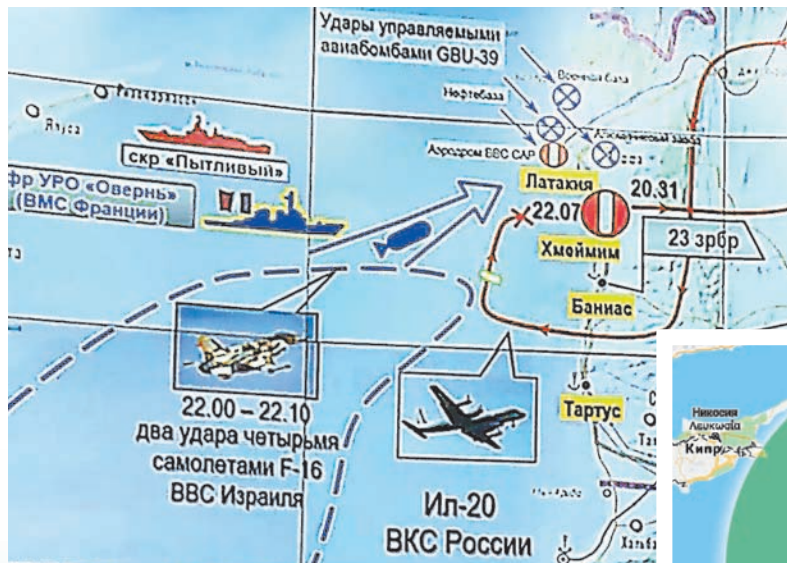 Удары управляемыми
авиабомбами GBU-39
Военная база
Нефтебаза
Аэродром ВВС САР
скр «Пытливый»
фр УРО «Овернь»
(ВМС Франции)
Латакия
20.31
22.07
23 зрбр
Хмеймим
Баниас
Тартус
22.00 – 22.10
два удара четырьмя
самолетами F-16
ВВС Израиля
Ил-20
ВКС России
Никосия
Кипр